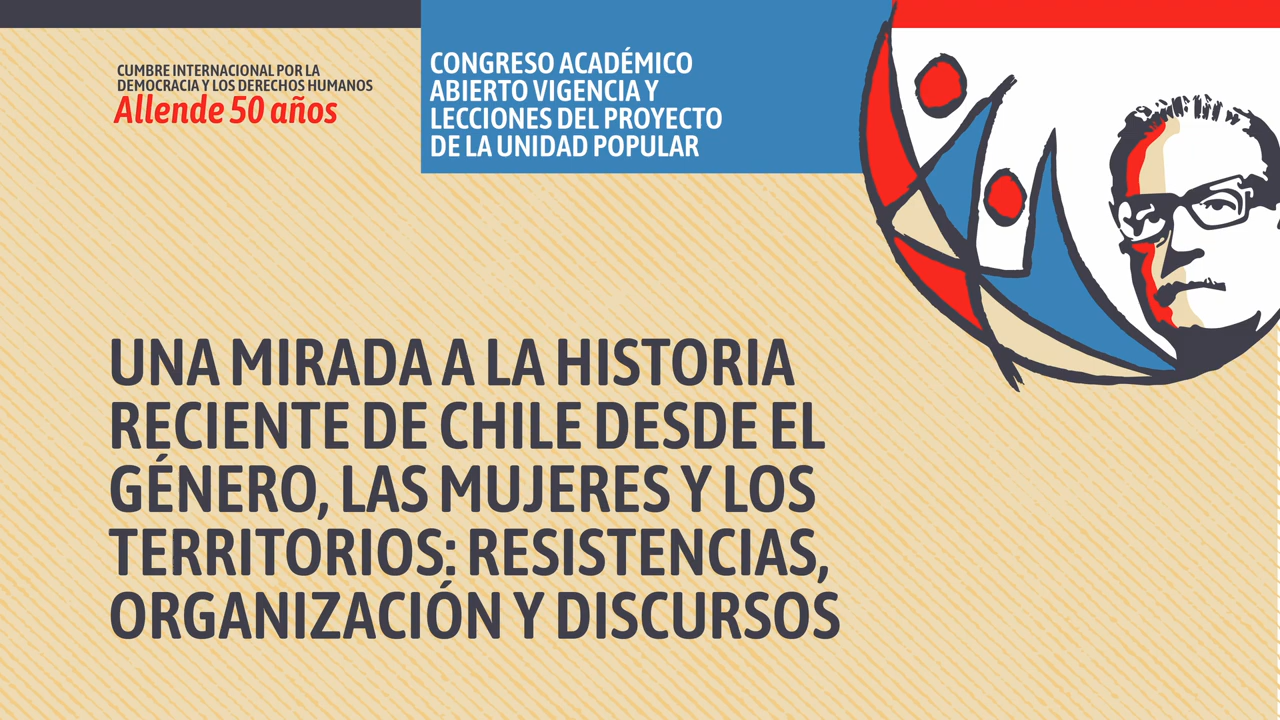 CUMBRE INTERNACIONAL POR LA
DEMOCRACIA Y LOS DERECHOS HUMANOS
Allende 50 años
CONGRESO ACADÉMICO
ABIERTO VIGENCIA Y
LECCIONES DEL PROYECTO
DE LA UNIDAD POPULAR
UNA MIRADA A LA HISTORIA
RECIENTE DE CHILE DESDE EL
GÉNERO, LAS MUJERES Y LOS
TERRITORIOS: RESISTENCIAS,
ORGANIZACIÓN Y DISCURSOS